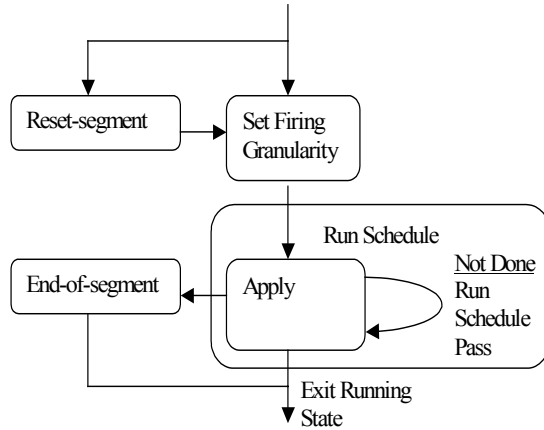 Reset-segment
Set Firing
Granularity
Run Schedule
Not Done
Run
Schedule
Pass
End-of-segment
Apply
Exit Running
State